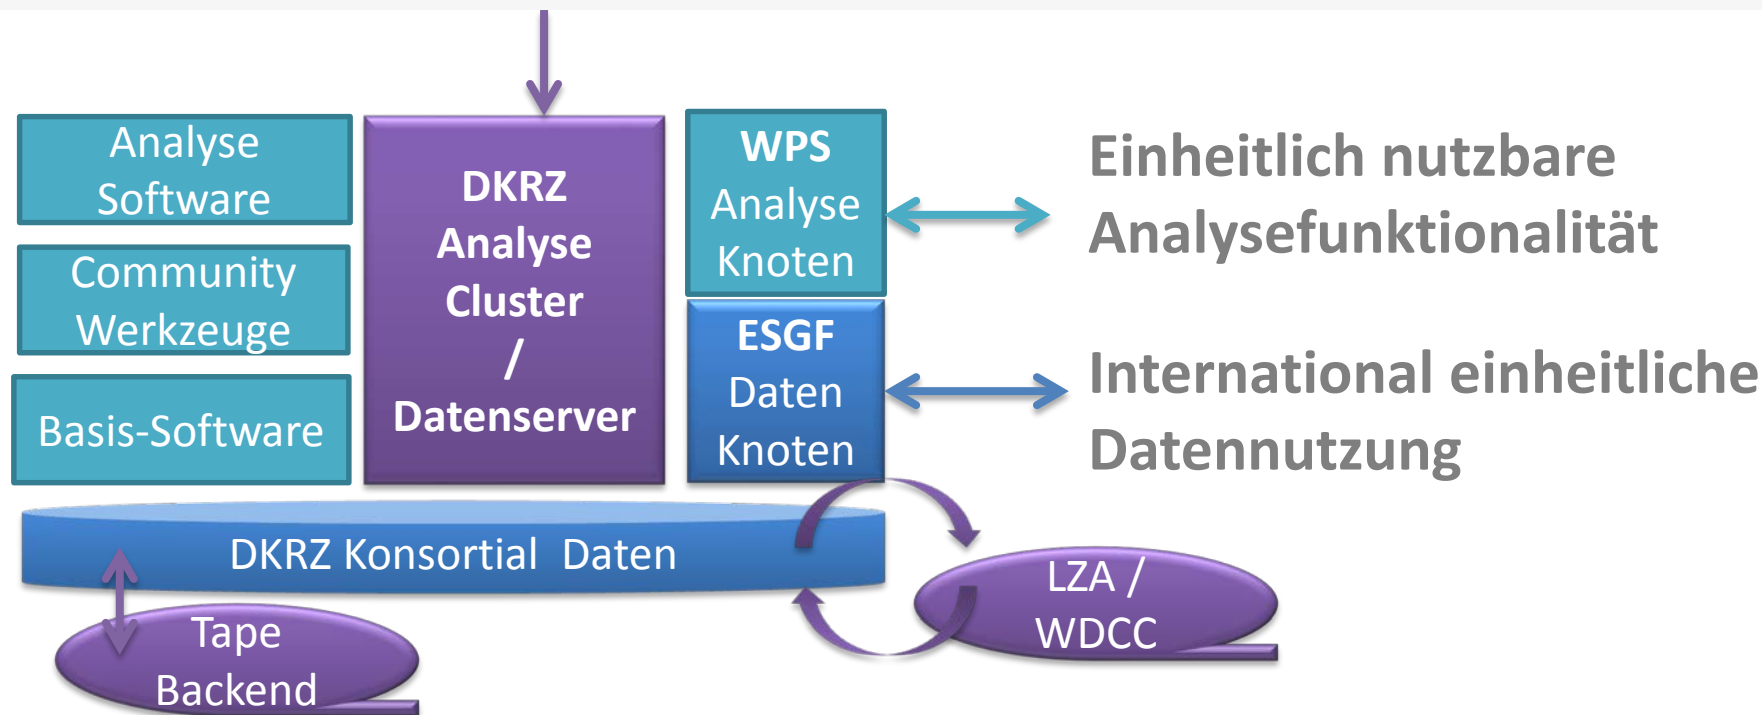 Analyse
Software
Community
Werkzeuge
Basis-Software
DKRZ
Analyse
Cluster
/
Datenserver
WPS
Analyse
Knoten
ESGF
Daten
Knoten
Einheitlich nutzbare
Analysefunktionalität
International einheitliche
Datennutzung
DKRZ Konsortial Daten
Tape
Backend
LZA /
WDCC